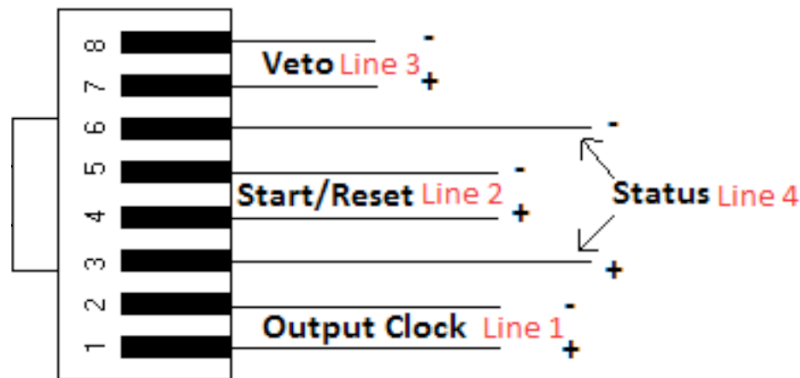 8 -
Veto Line 3
7 +
6 -
5 -
Start/Reset Line 2
Status Line 4
4 +
3 +
2 -
Output Clock Line 1
1 +